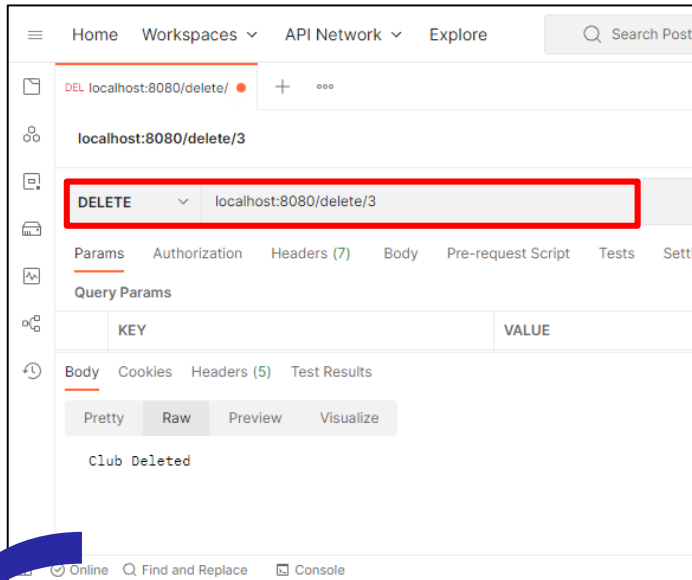 Home Workspaces API Network Explore Search Post
DEL localhost:8080/delete/
localhost:8080/delete/3
DELETE localhost:8080/delete/3
Params Authorization Headers (7) Body Pre-request Script Tests Sett
Query Params
KEY VALUE
Body Cookies Headers (5) Test Results
Pretty Raw Preview Visualize
Club Deleted
Online Find and Replace Console